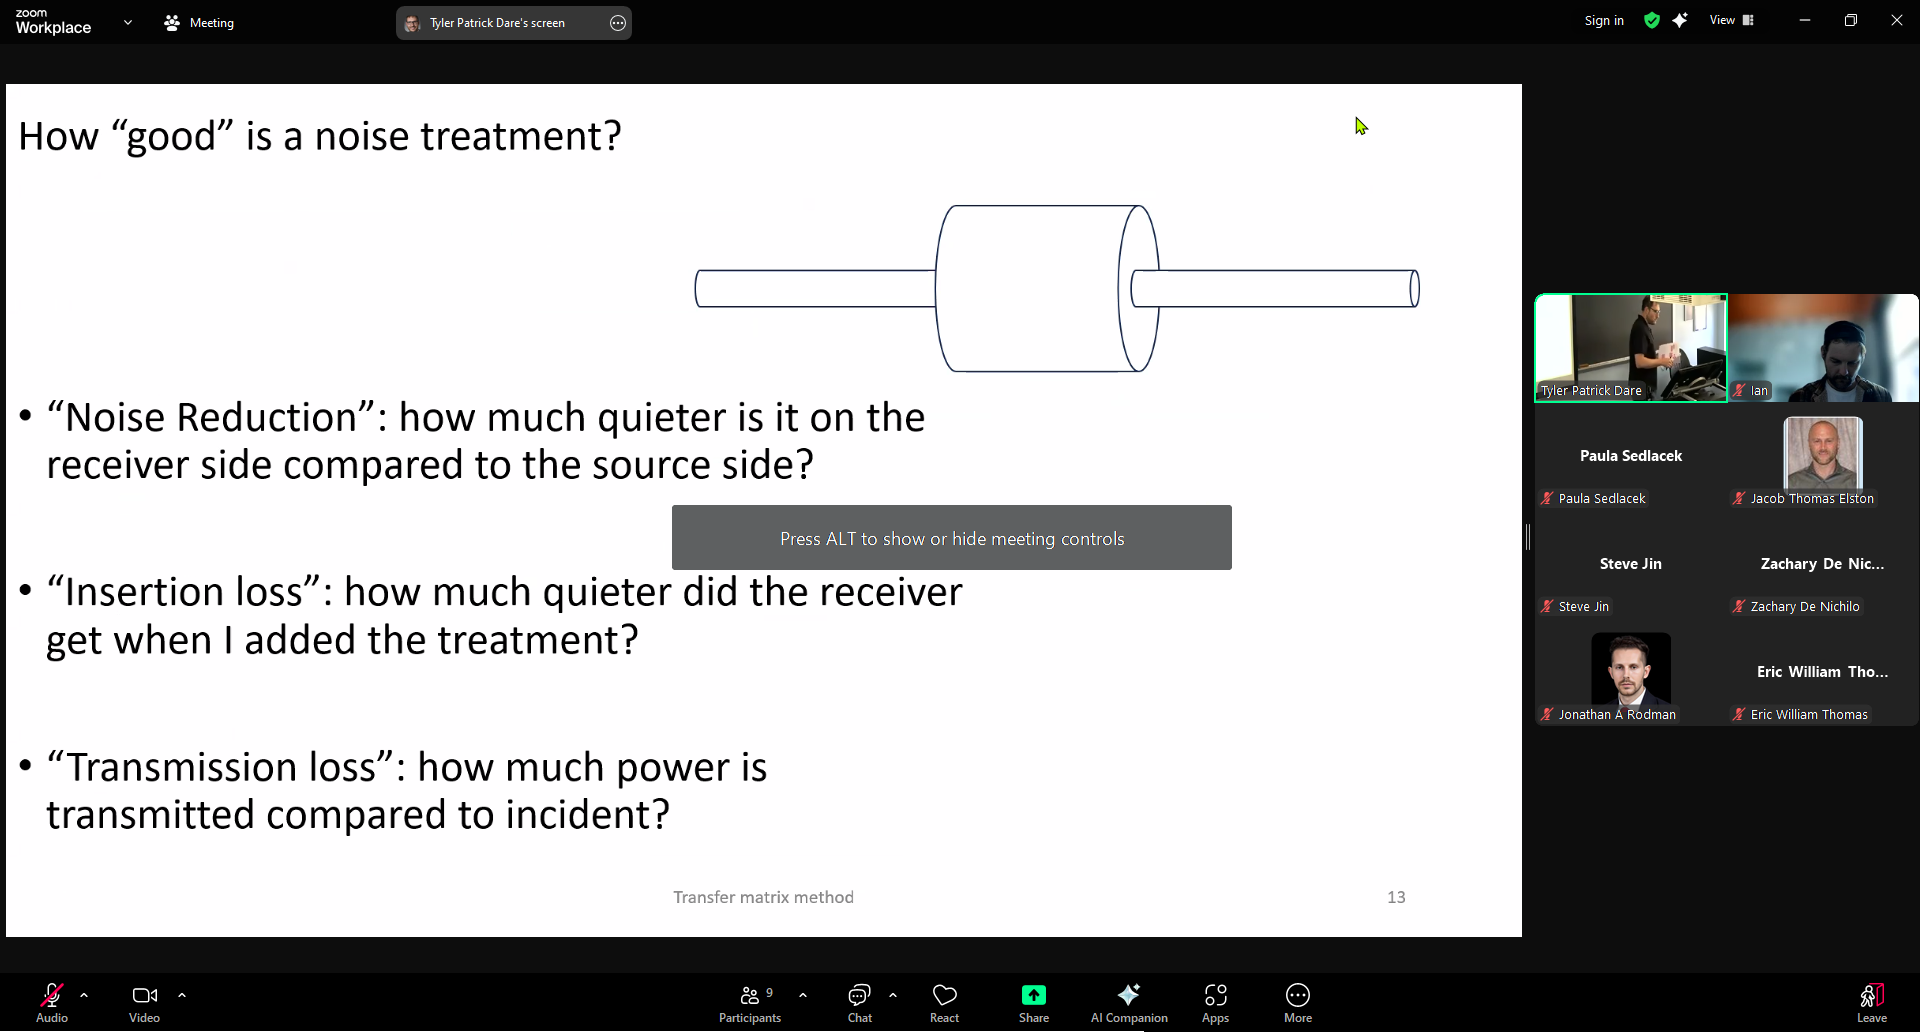 zoom
Workplace
Meeting
Tyler Patrick Dare's screen
Sign in
View
How “good” is a noise treatment?
• “Noise Reduction”: how much quieter is it on the
receiver side compared to the source side?
Press ALT to show or hide meeting controls
• “Insertion loss”: how much quieter did the receiver
get when I added the treatment?
• “Transmission loss”: how much power is
transmitted compared to incident?
Transfer matrix method
13
Tyler Patrick Dare
Ian
Paula Sedlacek
Paula Sedlacek
Jacob Thomas Elston
Steve Jin
Zachary De Nic...
Steve Jin
Zachary De Nichilo
Eric William Tho...
Jonathan A Rodman
Eric William Thomas
Audio
Video
Participants
9
Chat
React
Share
AI Companion
Apps
More
Leave